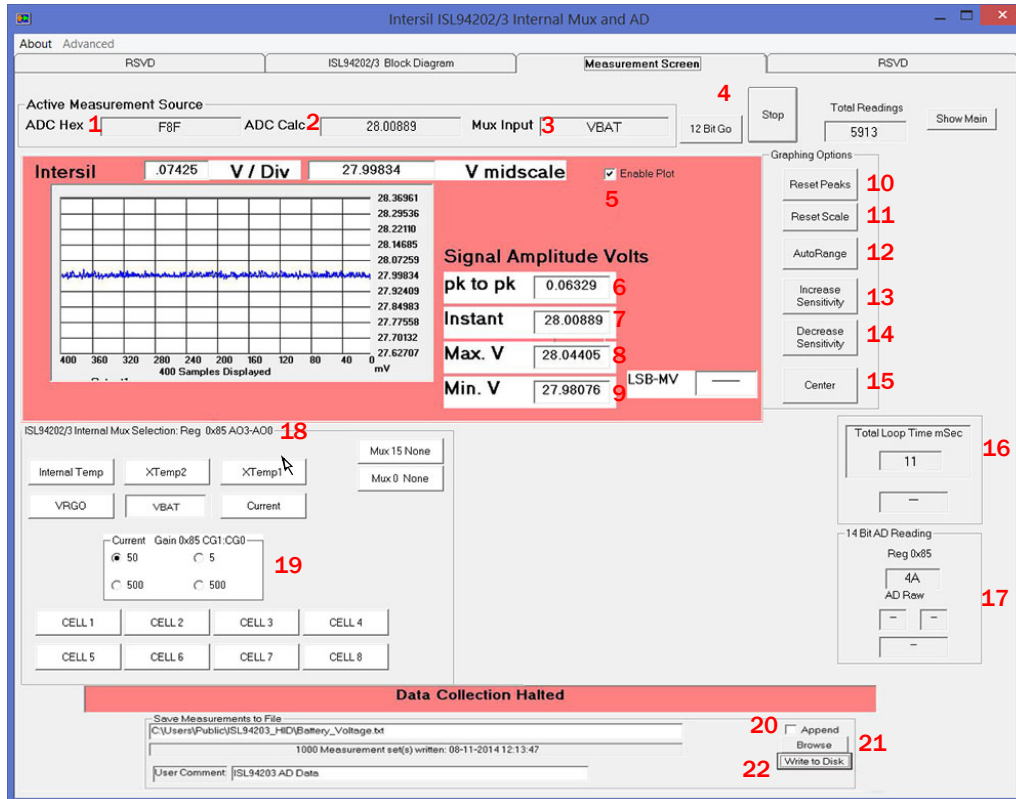 Intersil ISL94202/3 Internal Mux and AD
About Advanced
RSVD
ISL94202/3 Block Diagram
Measurement Screen
RSVD
Active Measurement Source
ADC Hex 1 F8F ADC Calc 2 28.00889 Mux Input 3 VBAT
12 Bit Go
4
Stop
Total Readings
5913
Show Main
Intersil .07425 V / Div 27.99834 V midscale
Enable Plot
5
28.36961
28.29536
28.22110
28.14685
28.07259
27.99834
27.92409
27.84983
27.77558
27.70132
27.62707
400 360 320 280 240 200 160 120 80 40 0
mV
400 Samples Displayed
Signal Amplitude Volts
pk to pk 0.06329 6
Instant 28.00889 7
Max. V 28.04405 8
Min. V 27.98076 9
LSB-MV
Graphing Options
Reset Peaks 10
Reset Scale 11
AutoRange 12
Increase Sensitivity 13
Decrease Sensitivity 14
Center 15
ISL94202/3 Internal Mux Selection: Reg 0x85 AO3-AO0 18
Internal Temp XTemp2 XTemp1
Mux 15 None
Mux 0 None
VRGO VBAT Current
Current Gain 0x85 CG1:CG0
50 5
500 500
19
CELL 1 CELL 2 CELL 3 CELL 4
CELL 5 CELL 6 CELL 7 CELL 8
Total Loop Time mSec
11
16
14 Bit AD Reading
Reg 0x85
4A
AD Raw
17
Data Collection Halted
Save Measurements to File
C:\Users\Public\ISL94203_HID\Battery_Voltage.txt
1000 Measurement set(s) written: 08-11-2014 12:13:47
User Comment ISL94203 AD Data
20 Append
Browse 21
22 Write to Disk